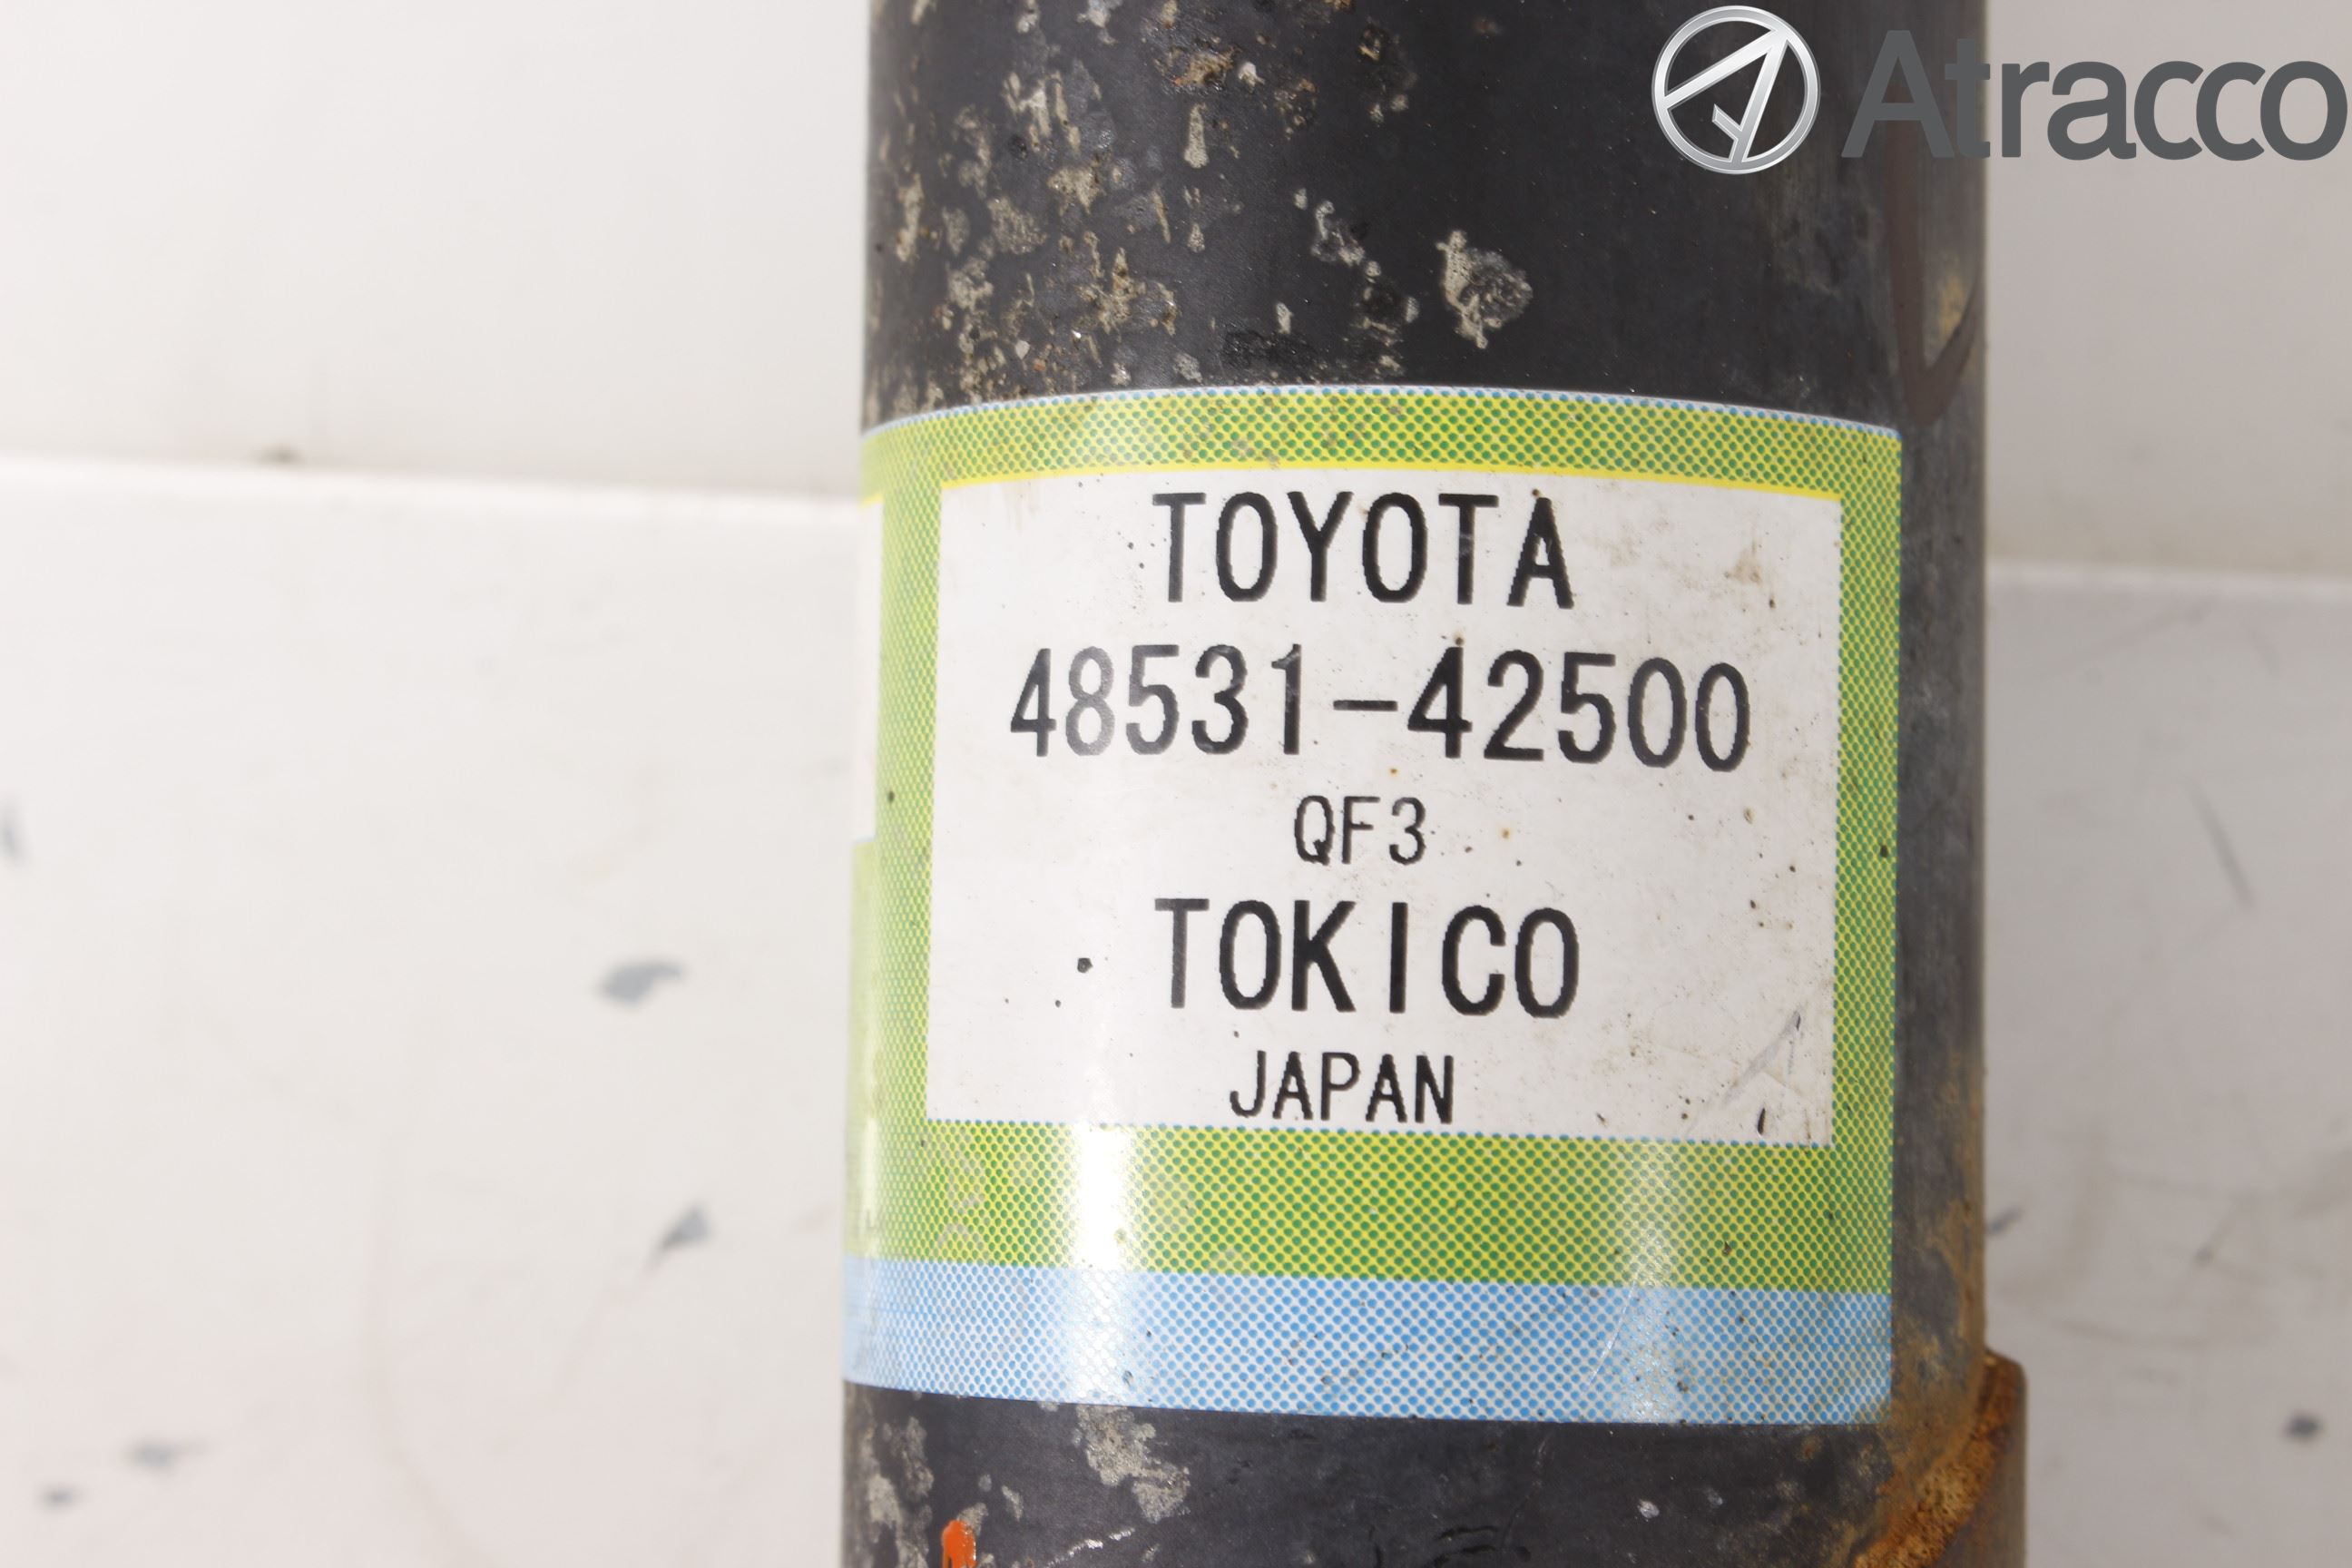 Atracco
TOYOTA
48531-42500
QF3
TOKICO
JAPAN